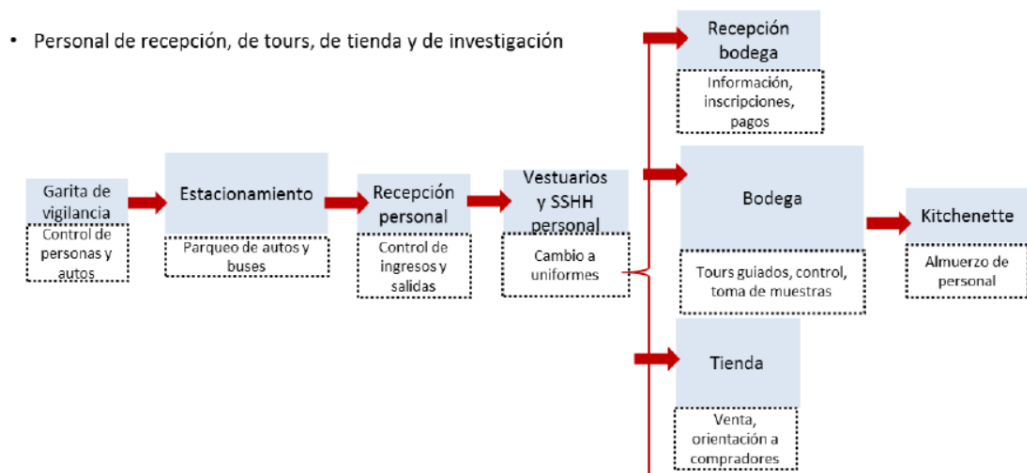 • Personal de recepción, de tours, de tienda y de investigación
Garita de
vigilancia
Control de
personas y
autos
Estacionamiento
Parqueo de autos y
buses
Recepción
personal
Control de
ingresos y
salidas
Vestuarios
y SSHH
personal
Cambio a
uniformes
Recepción
bodega
Información,
inscripciones,
pagos
Bodega
Tours guiados, control,
toma de muestras
Kitchenette
Almuerzo de
personal
Tienda
Venta,
orientación a
compradores